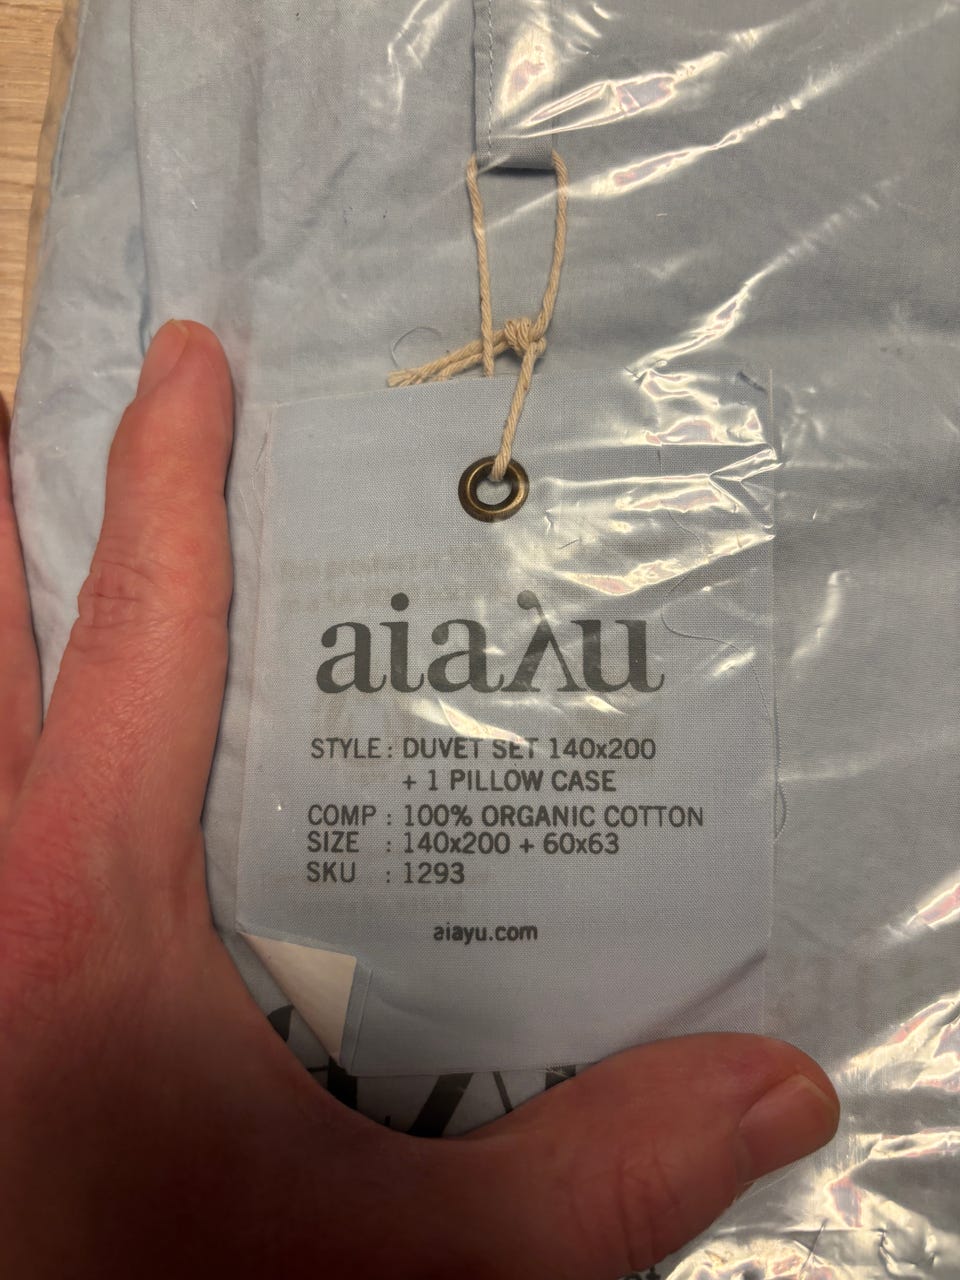 aiayu
STYLE : DUVET SET 140x200
+ 1 PILLOW CASE
COMP : 100% ORGANIC COTTON
SIZE : 140x200 + 60x63
SKU : 1293
aiayu.com